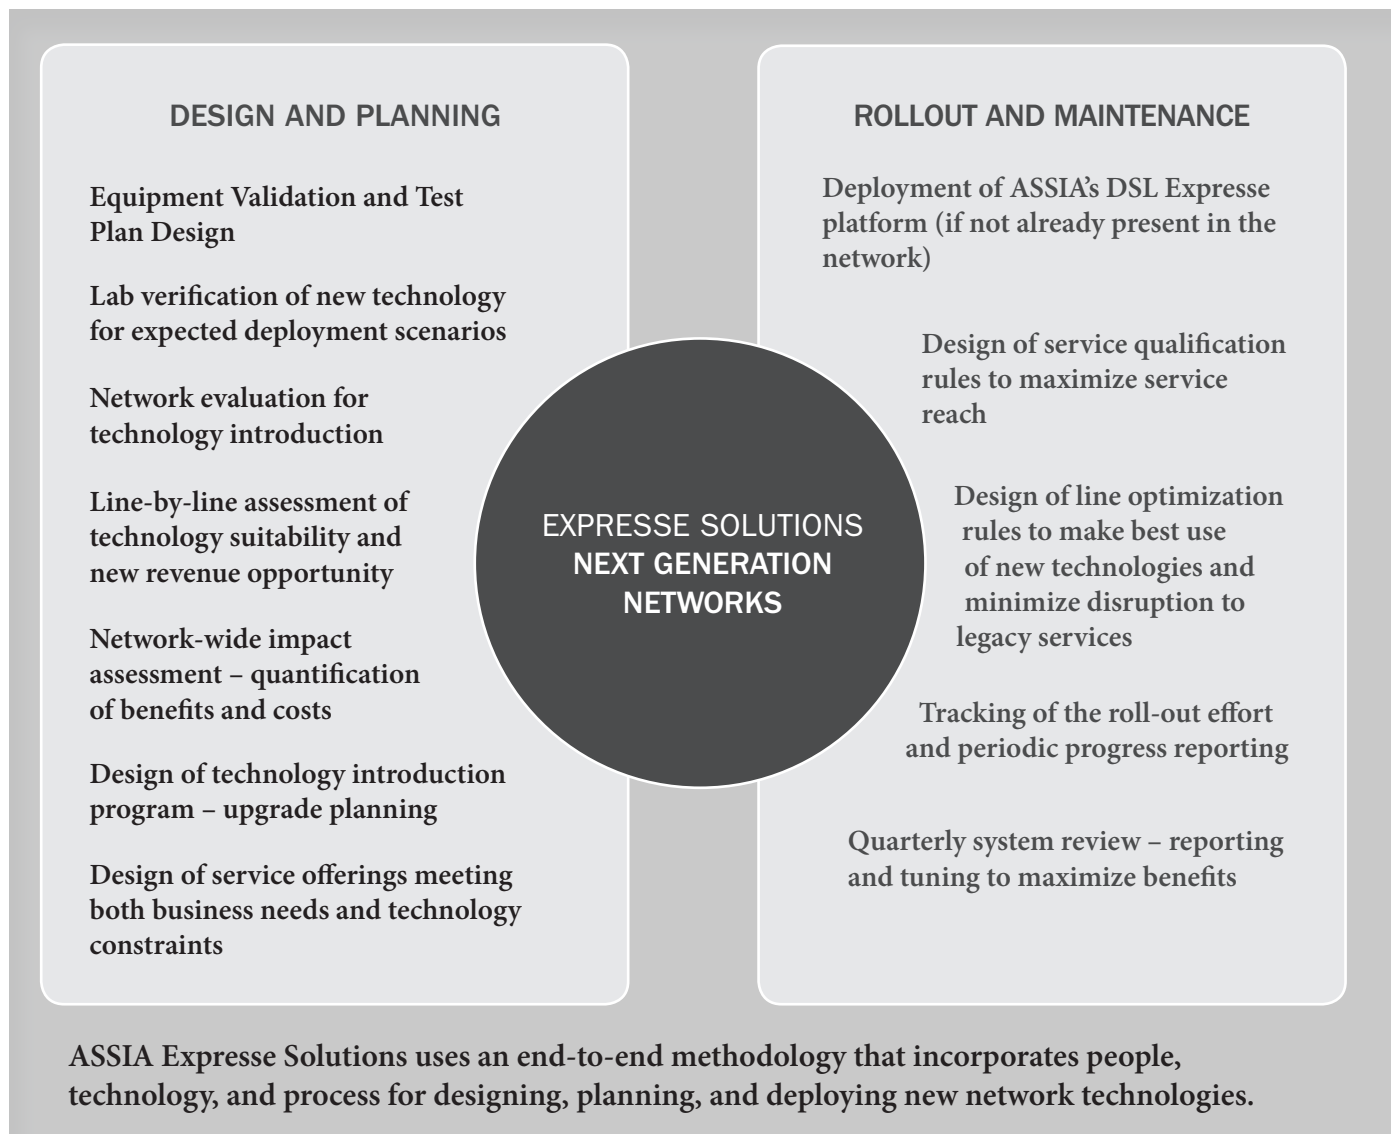 DESIGN AND PLANNING
Equipment Validation and Test
Plan Design
Lab verification of new technology
for expected deployment scenarios
Network evaluation for
technology introduction
Line-by-line assessment of
technology suitability and
new revenue opportunity
Network-wide impact
assessment – quantification
of benefits and costs
Design of technology introduction
program – upgrade planning
Design of service offerings meeting
both business needs and technology
constraints
EXPRESSE SOLUTIONS
NEXT GENERATION
NETWORKS
ROLLOUT AND MAINTENANCE
Deployment of ASSIA’s DSL Expresse
platform (if not already present in the
network)
Design of service qualification
rules to maximize service
reach
Design of line optimization
rules to make best use
of new technologies and
minimize disruption to
legacy services
Tracking of the roll-out effort
and periodic progress reporting
Quarterly system review – reporting
and tuning to maximize benefits
ASSIA Expresse Solutions uses an end-to-end methodology that incorporates people,
technology, and process for designing, planning, and deploying new network technologies.